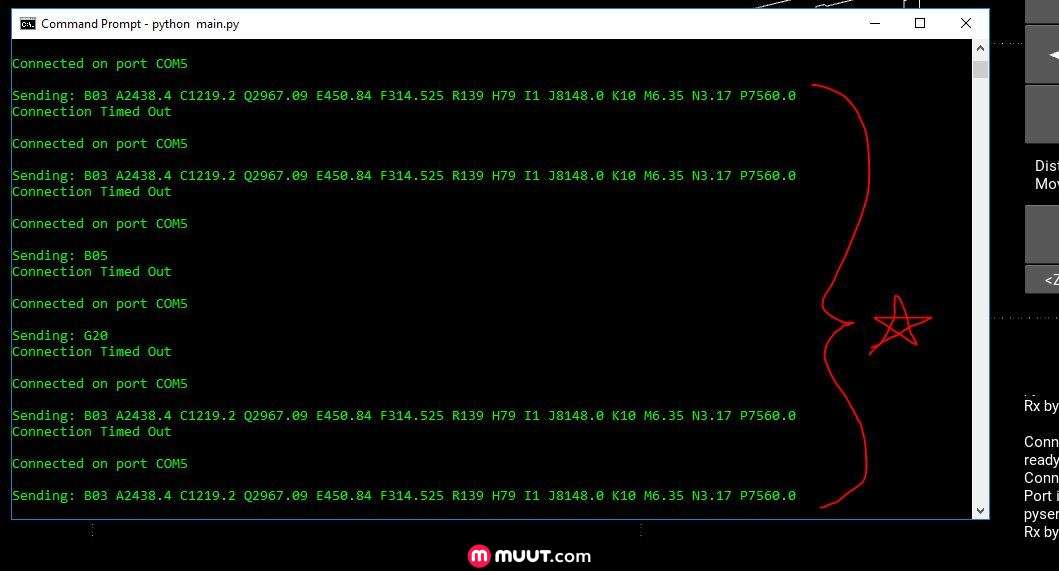 Command Prompt - python main.py
Connected on port COM5
Sending: B03 A2438.4 C1219.2 Q2967.09 E450.84 F314.525 R139 H79 I1 J8148.0 K10 M6.35 N3.17 P7560.0
Connection Timed Out
Connected on port COM5
Sending: B03 A2438.4 C1219.2 Q2967.09 E450.84 F314.525 R139 H79 I1 J8148.0 K10 M6.35 N3.17 P7560.0
Connection Timed Out
Connected on port COM5
Sending: B05
Connection Timed Out
Connected on port COM5
Sending: G20
Connection Timed Out
Connected on port COM5
Sending: B03 A2438.4 C1219.2 Q2967.09 E450.84 F314.525 R139 H79 I1 J8148.0 K10 M6.35 N3.17 P7560.0
Connection Timed Out
Connected on port COM5
Sending: B03 A2438.4 C1219.2 Q2967.09 E450.84 F314.525 R139 H79 I1 J8148.0 K10 M6.35 N3.17 P7560.0
Dist
Mov
<Z
Rx by
Conn
ready
Conn
Port i
pyser
Rx by
muut.com